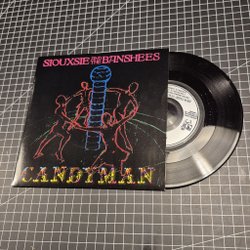 SIOUXSIE AND THE BANSHEES
CANDYMAN